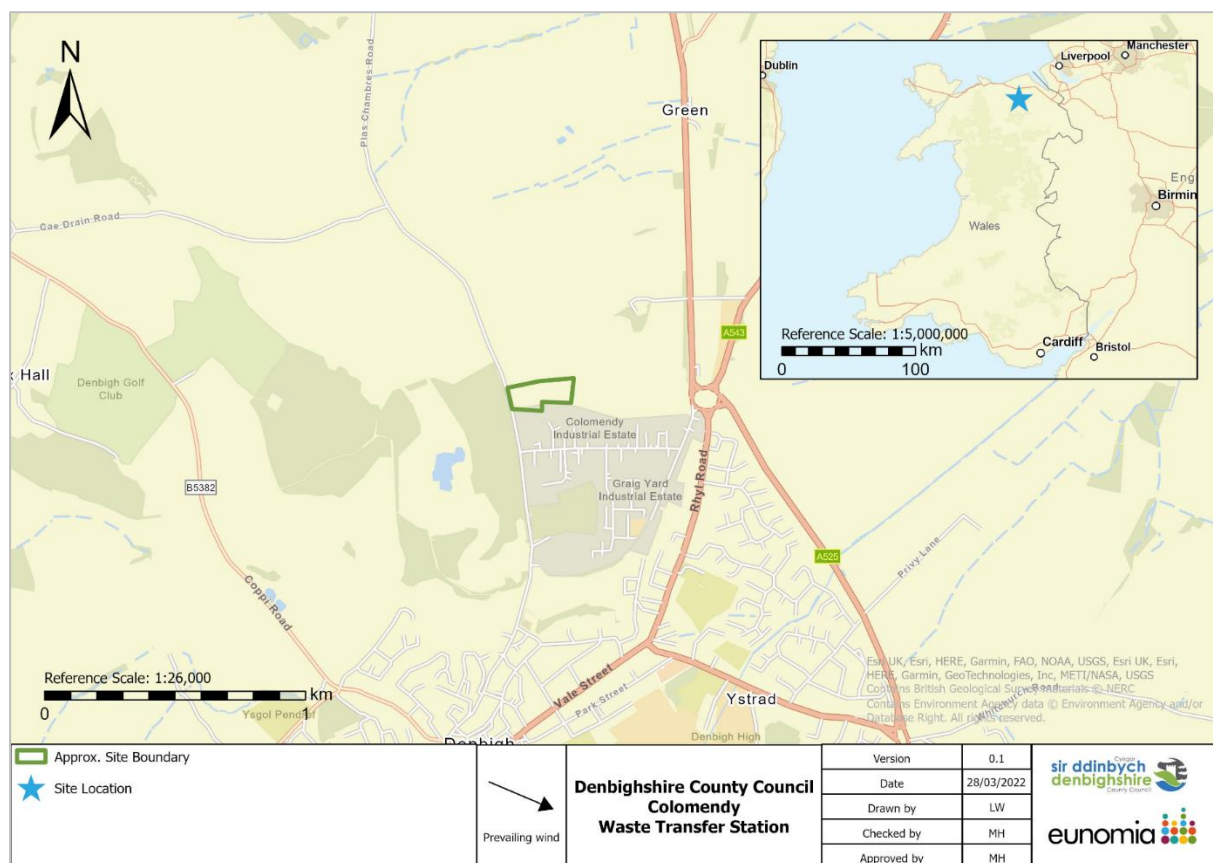 N
Plas Chambres Road
Green
Cae Drain Road
Hall
Denbigh Golf
Club
A543
Colomendy
Industrial Estate
Graig Yard
Industrial Estate
Rhyl Road
B5382
A525
Privy Lane
Coppi Road
Vale Street
Park Street
Ystrad
Whitchurch Road
Denbigh High
Denbigh
Ysgol Pendref
Reference Scale: 1:26,000
km
0
1
Dublin
Liverpool
Manchester
Eng
Birmin
Wales
Cardiff
Bristol
Reference Scale: 1:5,000,000
km
0
100
Esri UK, Esri, HERE, Garmin, FAO, NOAA, USGS, Esri UK, Esri,
HERE, Garmin, GeoTechnologies, Inc, METI/NASA, USGS
Contains British Geological Survey materials © NERC
Contains Environment Agency data © Environment Agency and/or
Database Right. All rights reserved.
Approx. Site Boundary
Site Location
Prevailing wind
Denbighshire County Council
Colomendy
Waste Transfer Station
Version 0.1
Date 28/03/2022
Drawn by LW
Checked by MH
Approved by MH
Cyngor
sir ddinbych
denbighshire
County Council
eunomia